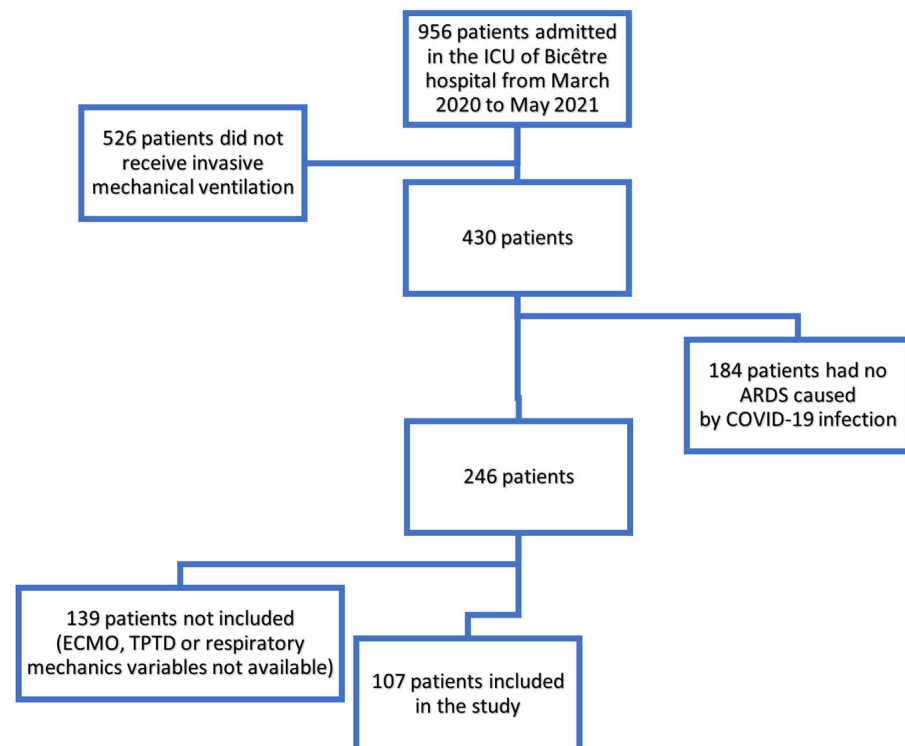 956 patients admitted
in the ICU of Bicêtre
hospital from March
2020 to May 2021
526 patients did not
receive invasive
mechanical ventilation
430 patients
184 patients had no
ARDS caused
by COVID-19 infection
246 patients
139 patients not included
(ECMO, TPTD or respiratory
mechanics variables not available)
107 patients included
in the study